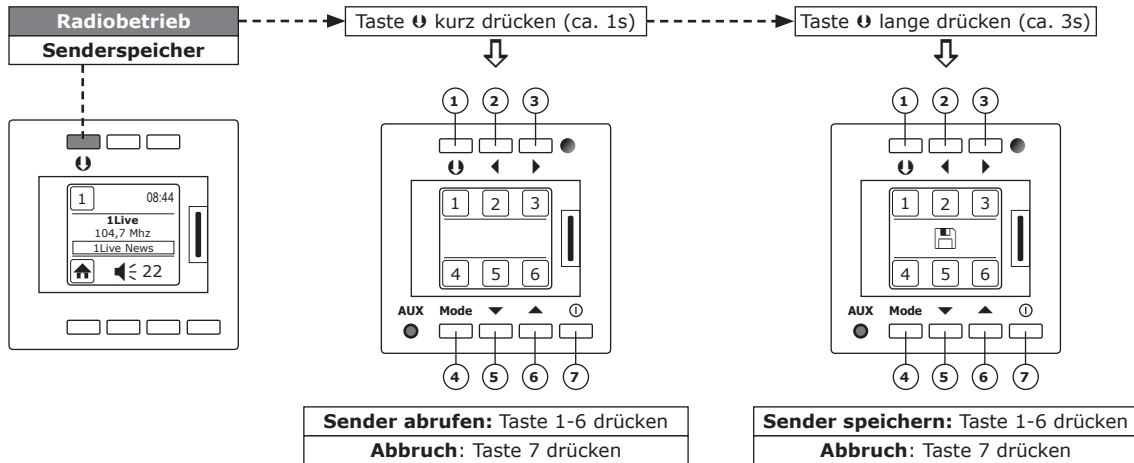 Radiobetrieb
Senderspeicher
1 08:44
1Live
104,7 Mhz
1Live News
22
Taste kurz drücken (ca. 1s)
1 2 3
1 2 3
4 5 6
AUX Mode
4 5 6 7
Sender abrufen: Taste 1-6 drücken
Abbruch: Taste 7 drücken
Taste lange drücken (ca. 3s)
1 2 3
1 2 3
4 5 6
AUX Mode
4 5 6 7
Sender speichern: Taste 1-6 drücken
Abbruch: Taste 7 drücken